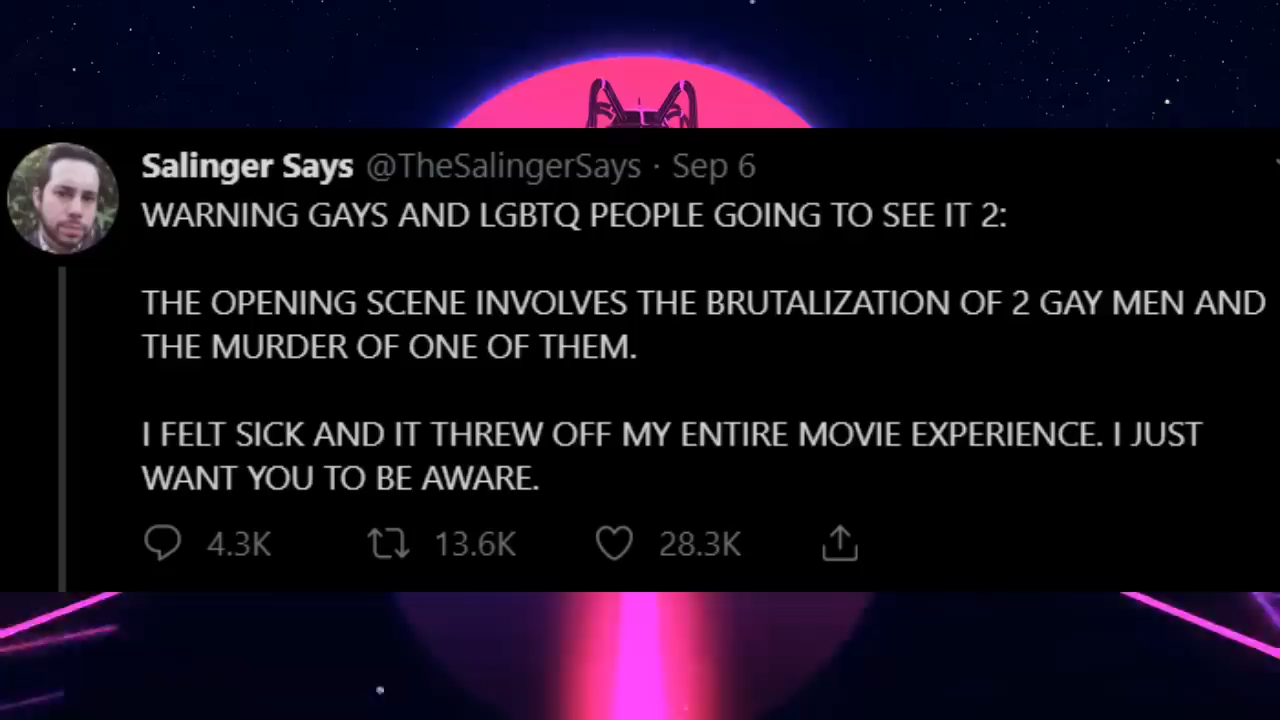 Salinger Says @TheSalingerSays · Sep 6
WARNING GAYS AND LGBTQ PEOPLE GOING TO SEE IT 2:
THE OPENING SCENE INVOLVES THE BRUTALIZATION OF 2 GAY MEN AND
THE MURDER OF ONE OF THEM.
I FELT SICK AND IT THREW OFF MY ENTIRE MOVIE EXPERIENCE. I JUST
WANT YOU TO BE AWARE.
4.3K 13.6K 28.3K